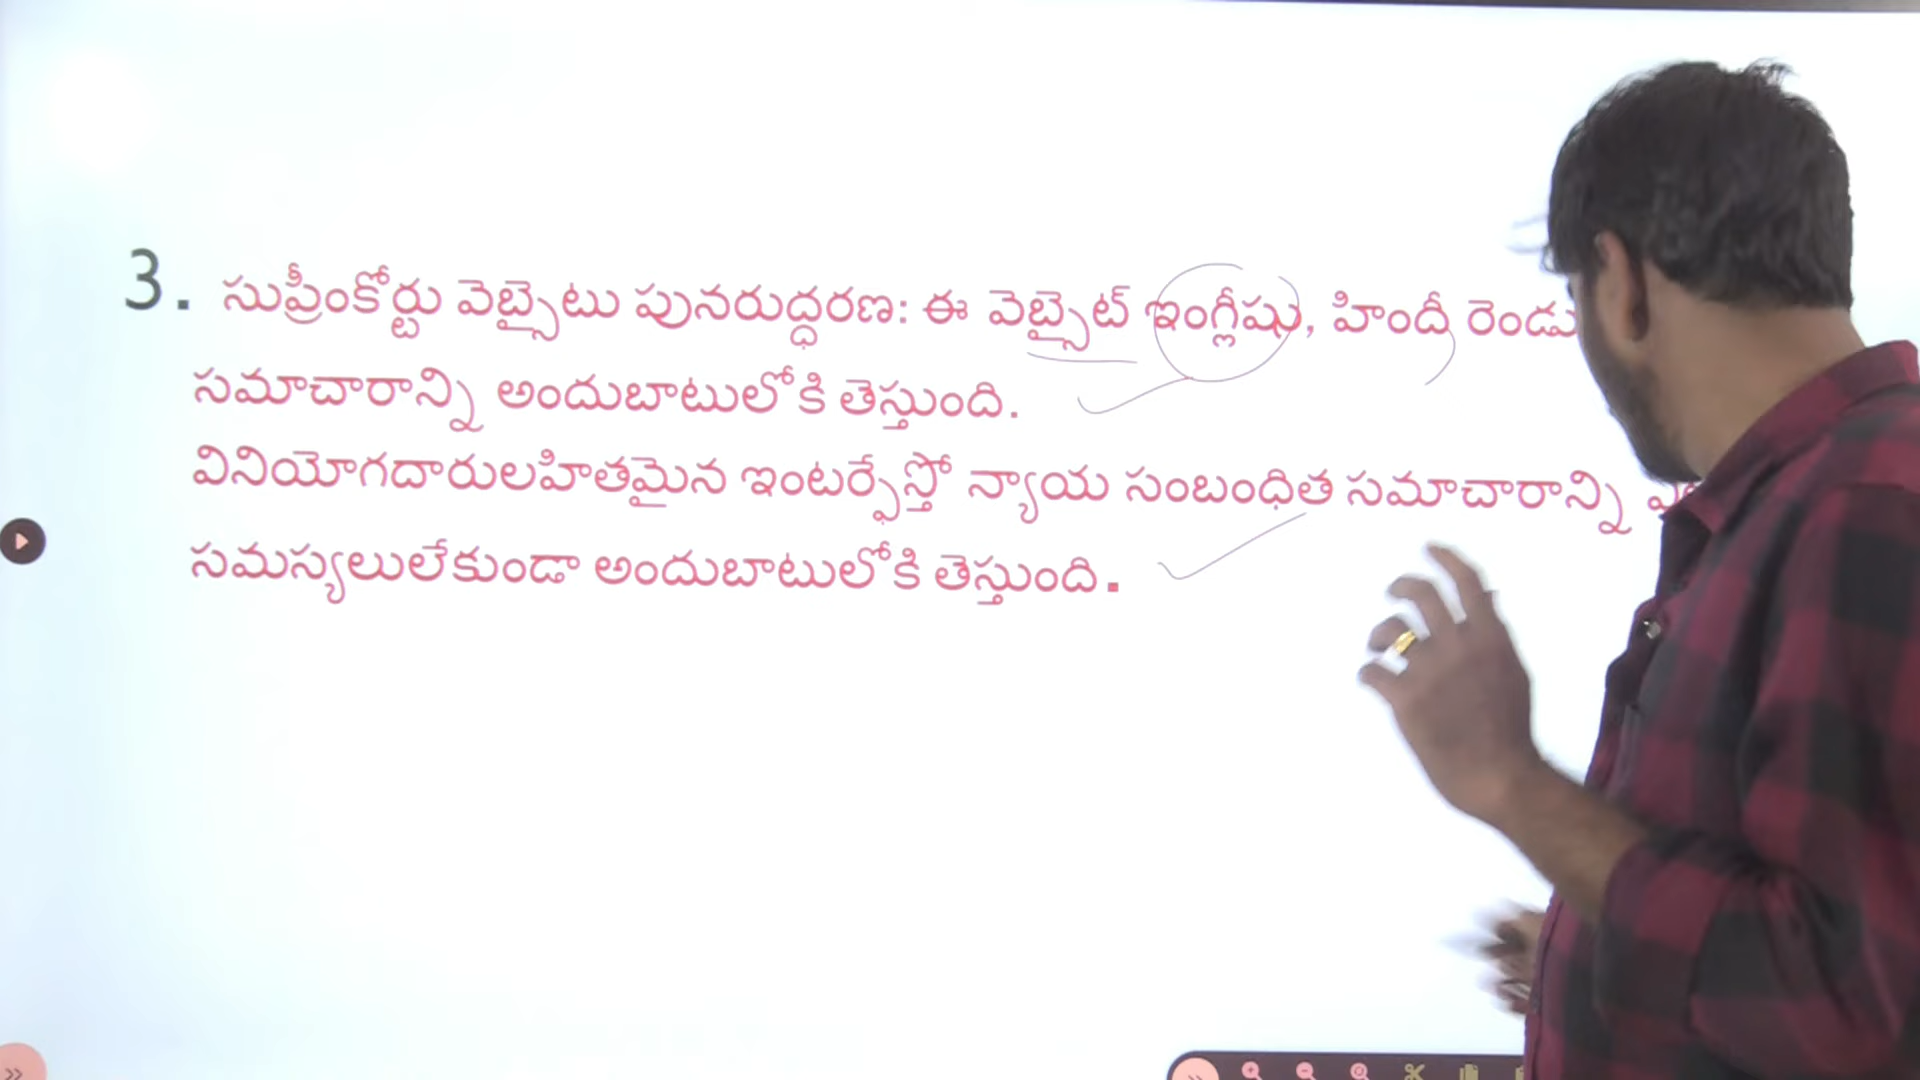 3. సుప్రీంకోర్టు వెబ్సైటు పునరుద్ధరణ: ఈ వెబ్సైట్ ఇంగ్లీషు, హిందీ రెండు
సమాచారాన్ని అందుబాటులోకి తెస్తుంది.
వినియోగదారులహితమైన ఇంటర్ఫేస్తో న్యాయ సంబంధిత సమాచారాన్ని
సమస్యలులేకుండా అందుబాటులోకి తెస్తుంది.